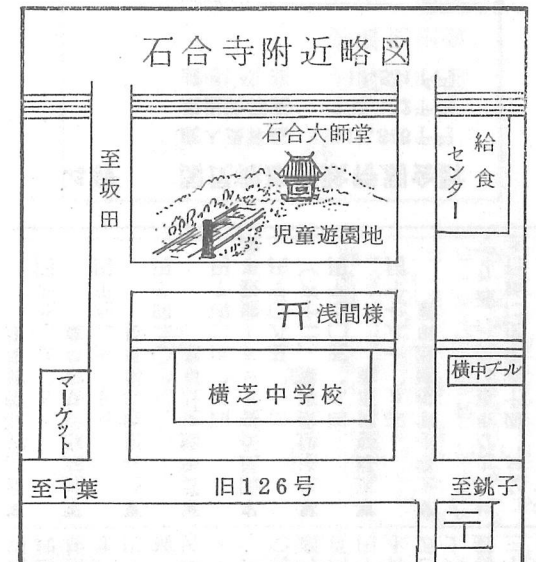 石合寺附近略図
至坂田
石合大師堂
児童遊園地
給食
センター
浅間様
横芝中学校
横中プール
マーケット
至千葉
旧126号
至銚子
〒